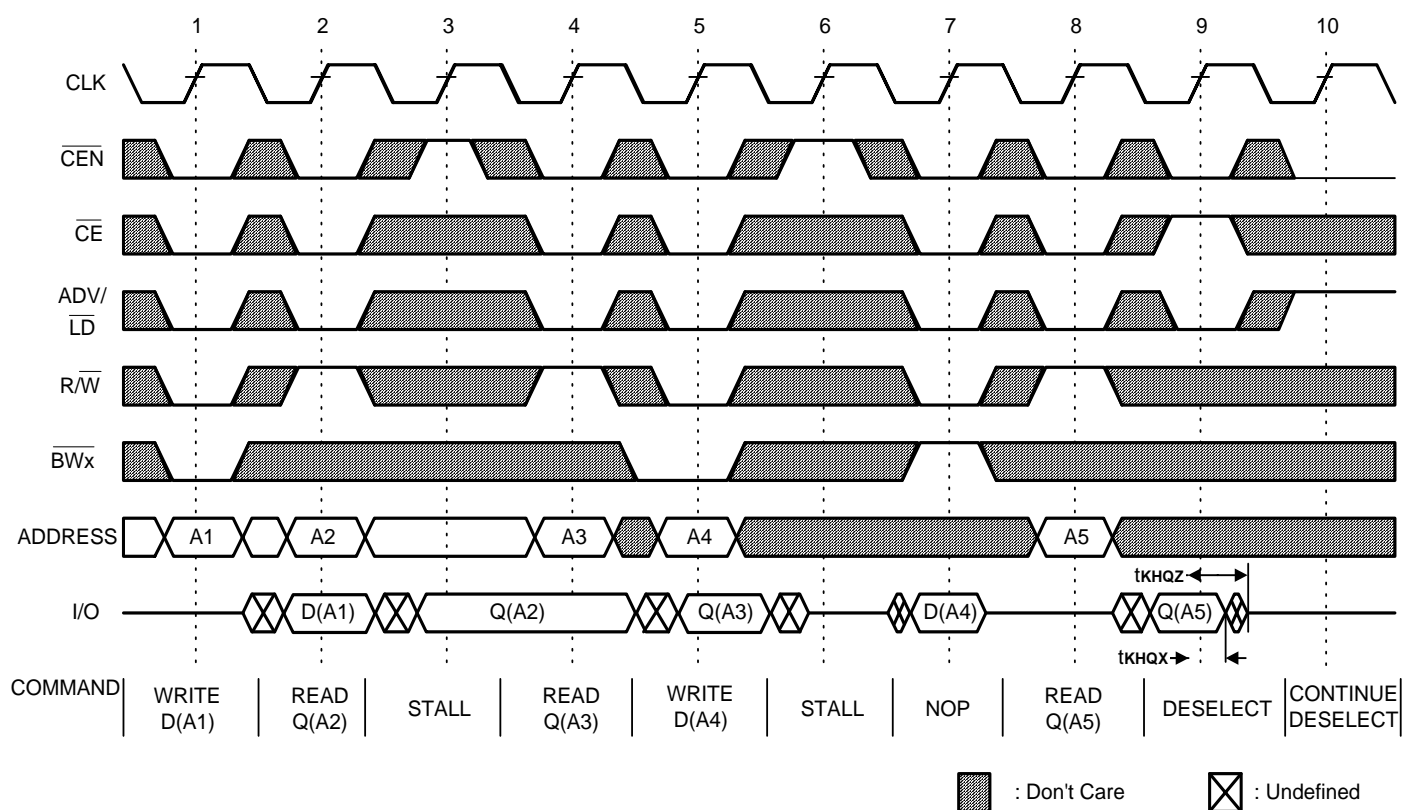 1 2 3 4 5 6 7 8 9 10
CLK
CEN
CE
ADV/
LD
R/W
BWx
ADDRESS A1 A2 A3 A4 A5
tKHQZ
I/O D(A1) Q(A2) Q(A3) D(A4) Q(A5)
tKHQX
COMMAND WRITE READ STALL READ WRITE STALL NOP READ DESELECT CONTINUE
D(A1) Q(A2) Q(A3) D(A4) Q(A5) DESELECT
: Don't Care : Undefined